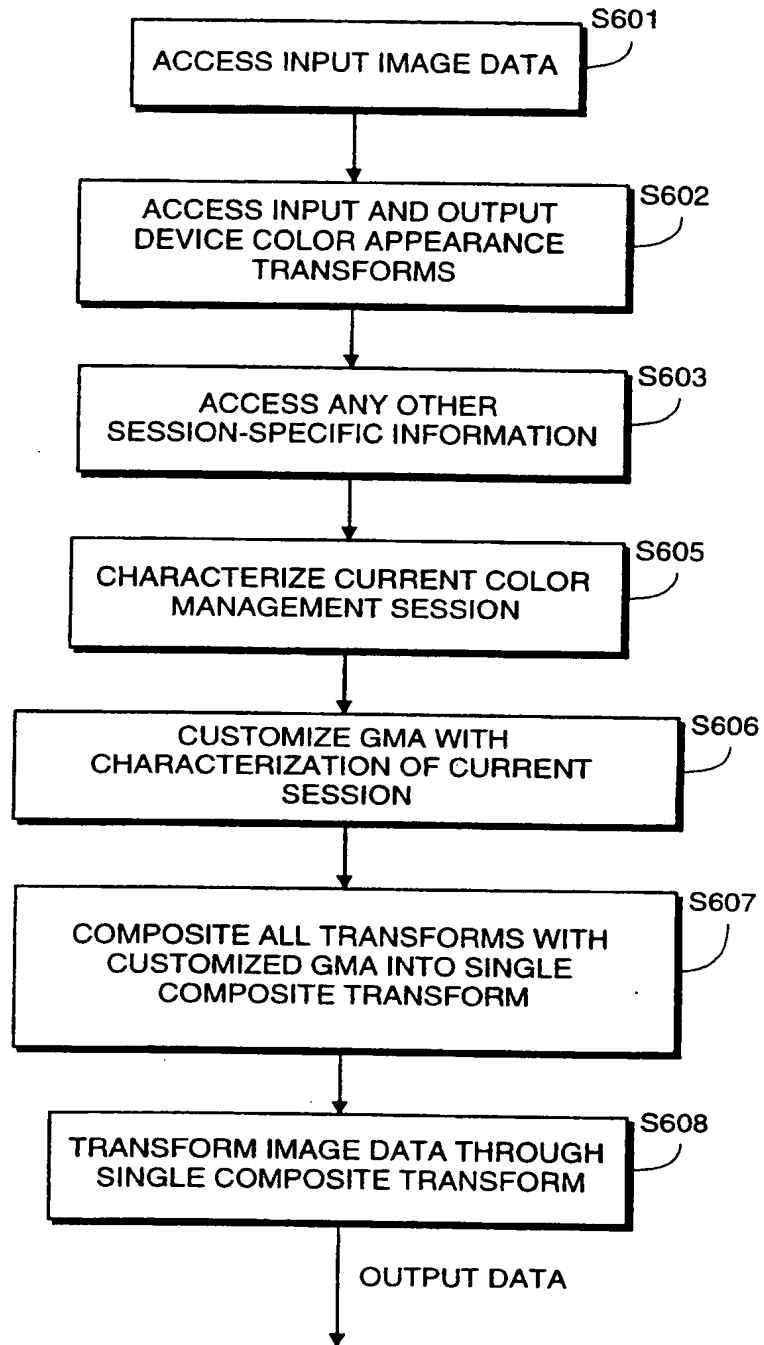 S601
ACCESS INPUT IMAGE DATA
S602
ACCESS INPUT AND OUTPUT
DEVICE COLOR APPEARANCE
TRANSFORMS
S603
ACCESS ANY OTHER
SESSION-SPECIFIC INFORMATION
S605
CHARACTERIZE CURRENT COLOR
MANAGEMENT SESSION
S606
CUSTOMIZE GMA WITH
CHARACTERIZATION OF CURRENT
SESSION
S607
COMPOSITE ALL TRANSFORMS WITH
CUSTOMIZED GMA INTO SINGLE
COMPOSITE TRANSFORM
S608
TRANSFORM IMAGE DATA THROUGH
SINGLE COMPOSITE TRANSFORM
OUTPUT DATA